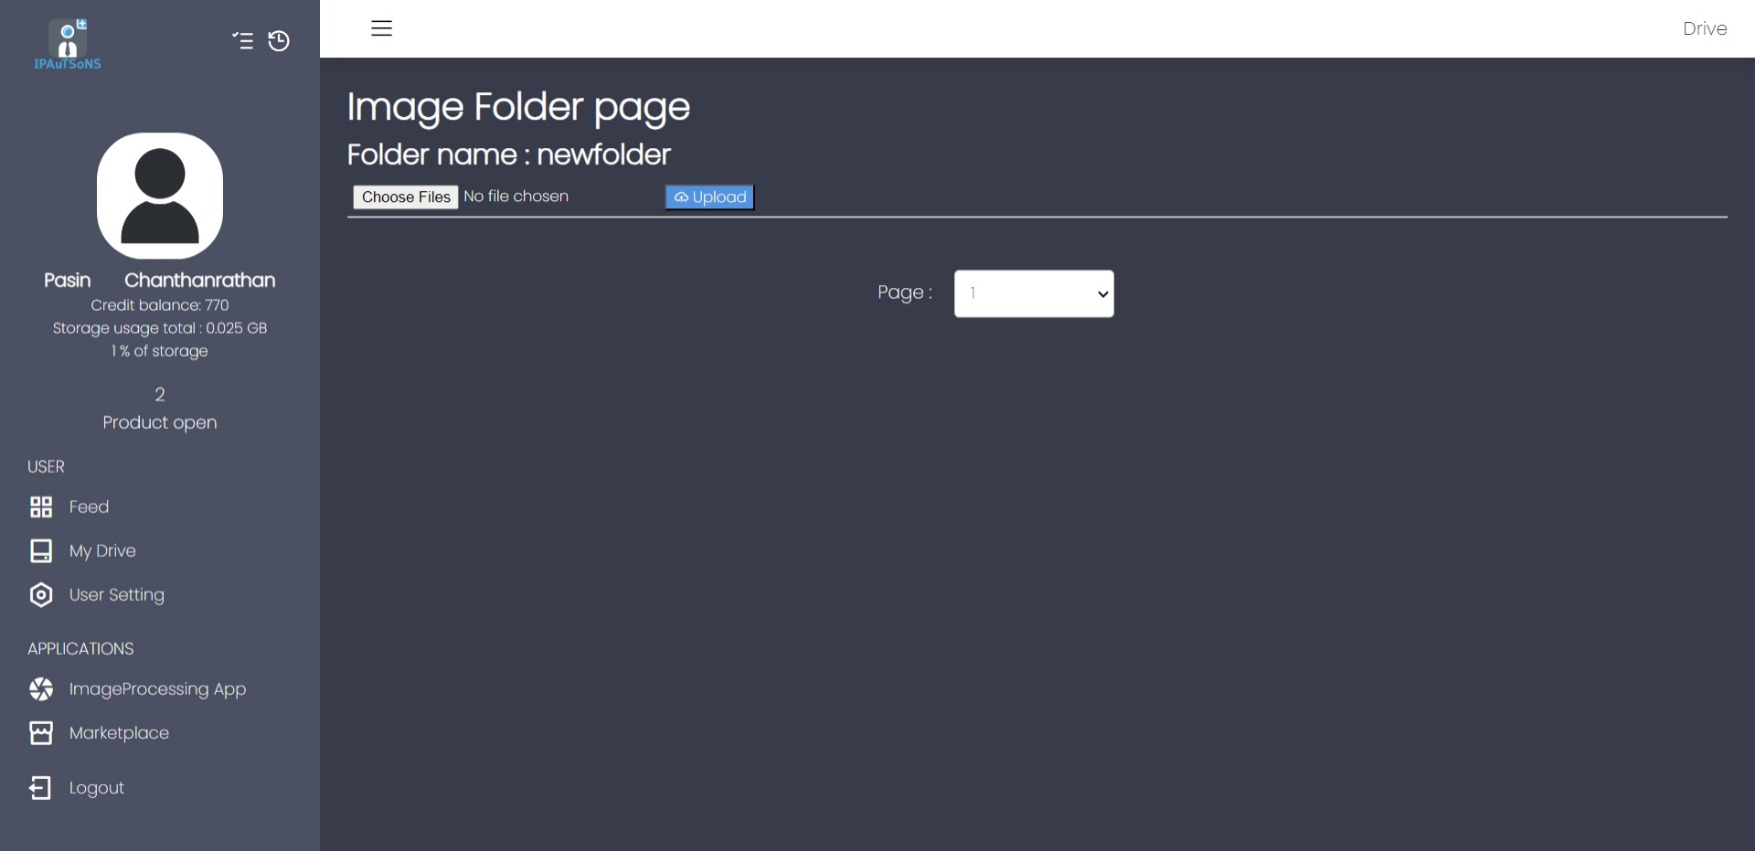 IPAuTSoNS
Drive
Image Folder page
Folder name : newfolder
Choose Files No file chosen Upload
Page : 1
Pasin Chanthanrathan
Credit balance: 770
Storage usage total : 0.025 GB
1 % of storage
2
Product open
USER
Feed
My Drive
User Setting
APPLICATIONS
ImageProcessing App
Marketplace
Logout